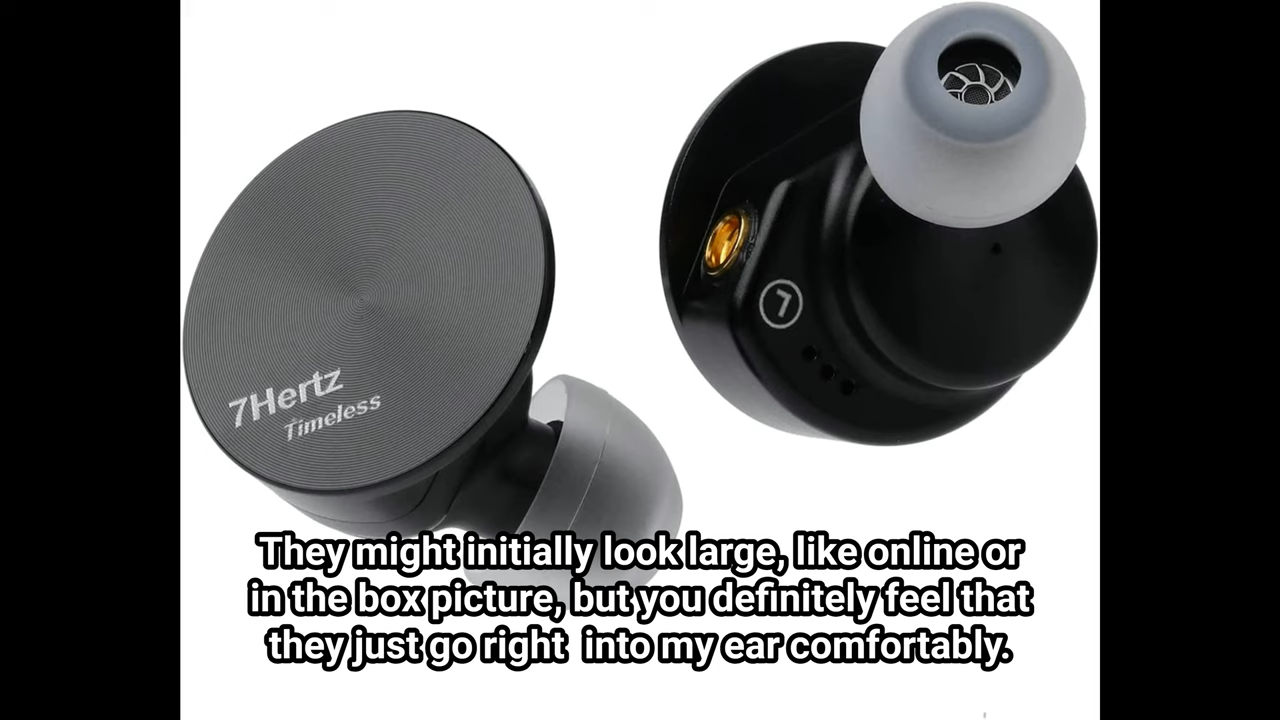 7Hertz
Timeless
L
They might initially look large, like online or
in the box picture, but you definitely feel that
they just go right  into my ear comfortably.